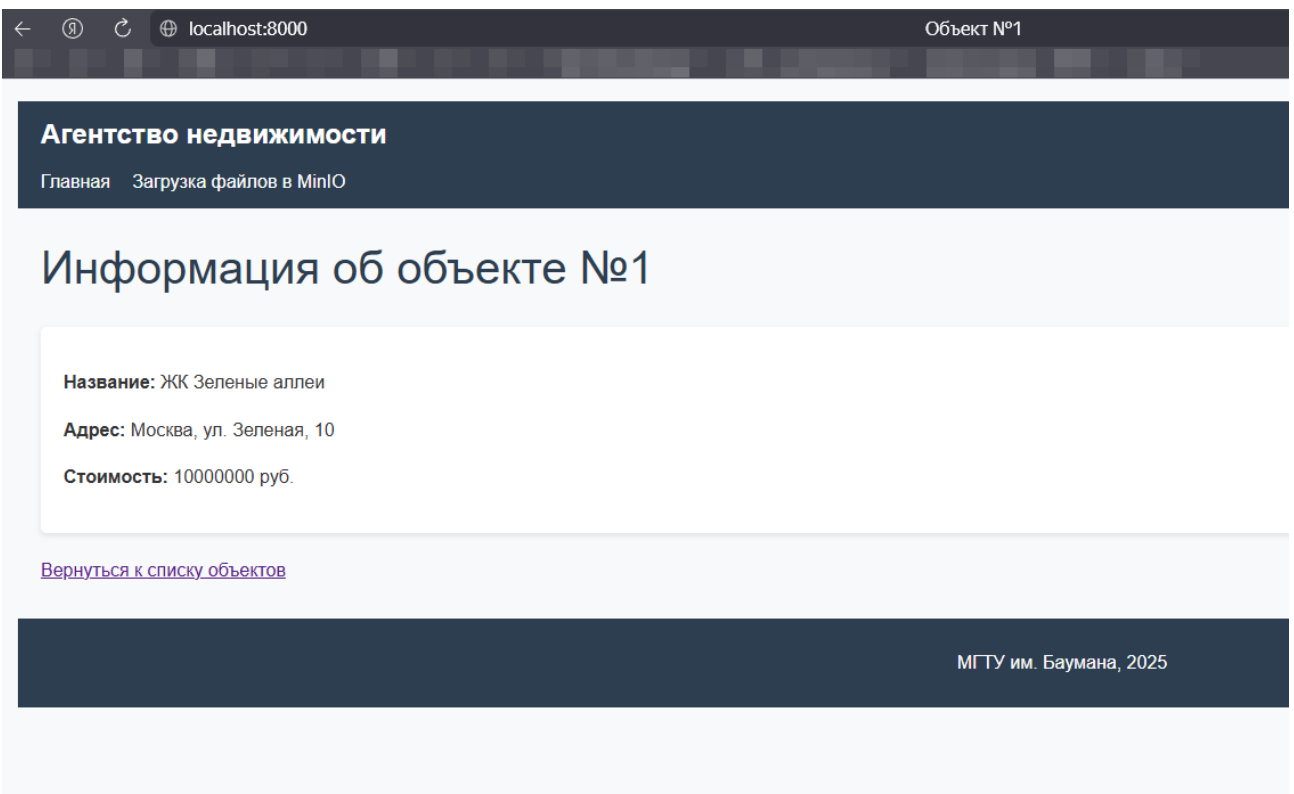 localhost:8000
Объект №1
Агентство недвижимости
Главная Загрузка файлов в MinIO
Информация об объекте №1
Название: ЖК Зеленые аллеи
Адрес: Москва, ул. Зеленая, 10
Стоимость: 10000000 руб.
Вернуться к списку объектов
МГТУ им. Баумана, 2025